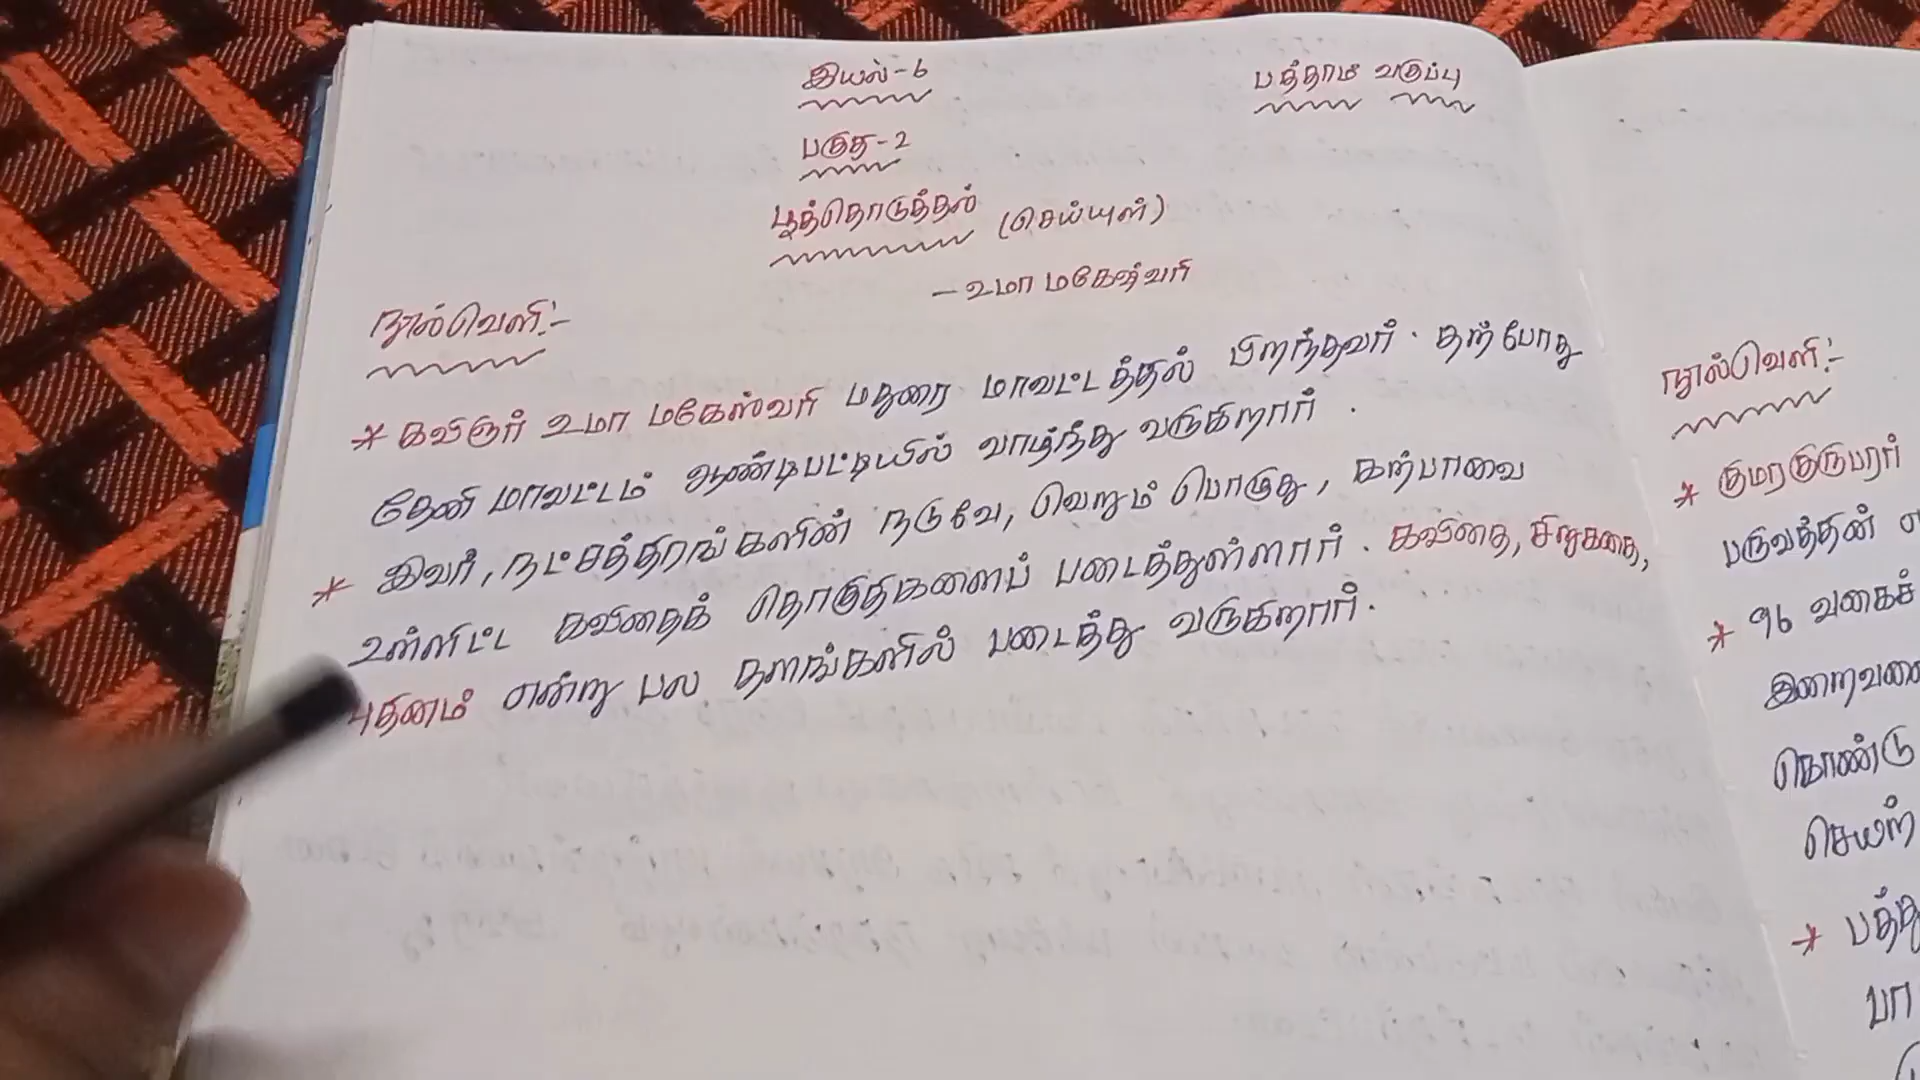 இயல்-6
பத்தாம் வகுப்பு
பகுதி-2
பூத்தொடுத்தல் (செய்யுள்)
- உமா மகேஷ்வரி
நூல்வெளி:-
* கவிஞர் உமா மகேஸ்வரி மதுரை மாவட்டத்தில் பிறந்தவர். தற்போது
தேனி மாவட்டம் ஆண்டிபட்டியில் வாழ்ந்து வருகிறார்.
* இவர், நட்சத்திரங்களின் நடுவே, வெறும் பொழுது, கற்பாவை
உள்ளிட்ட கவிதைத் தொகுதிகளைப் படைத்துள்ளார். கவிதை, சிறுகதை,
புதினம் என்று பல தளங்களில் படைத்து வருகிறார்.
நூல்வெளி:-
* குமரகுருபரர்
பருவத்தின்
* 96 வகைச்
கொண்டு
* பத்து
பா